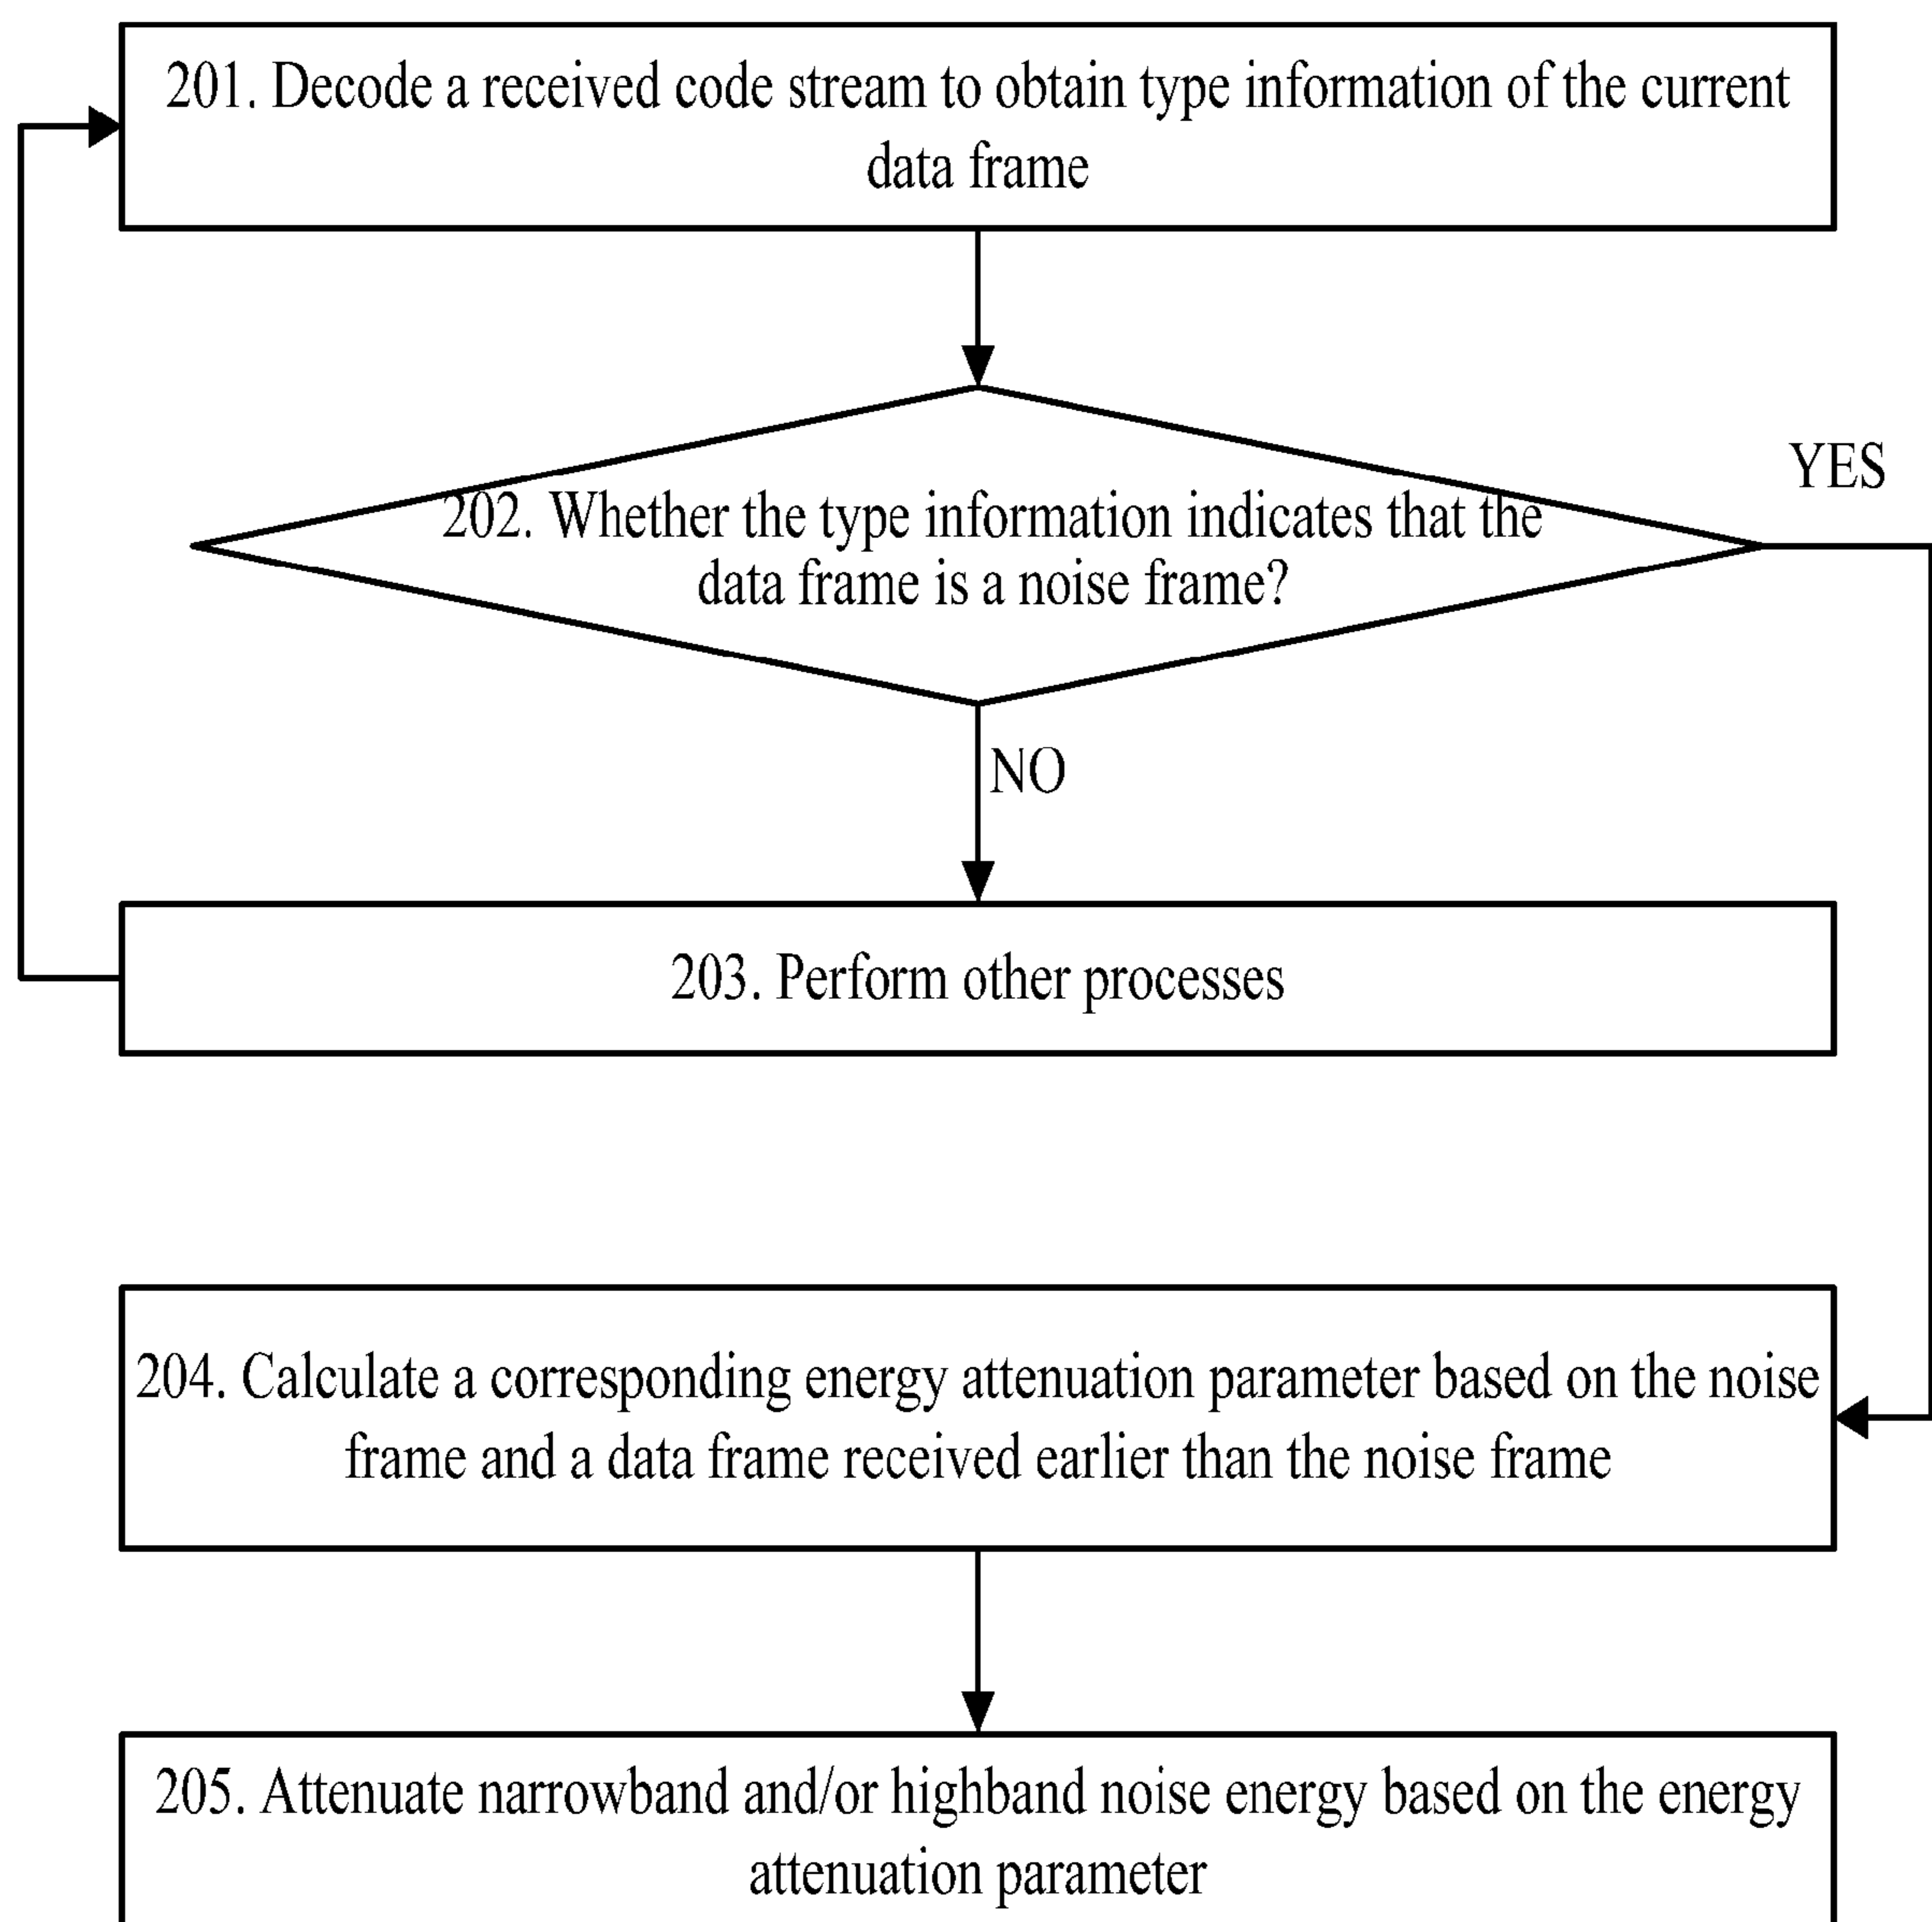 201. Decode a received code stream to obtain type information of the current
data frame
YES
202. Whether the type information indicates that the
data frame is a noise frame?
NO
203. Perform other processes
204. Calculate a corresponding energy attenuation parameter based on the noise
frame and a data frame received earlier than the noise frame
205. Attenuate narrowband and/or highband noise energy based on the energy
attenuation parameter